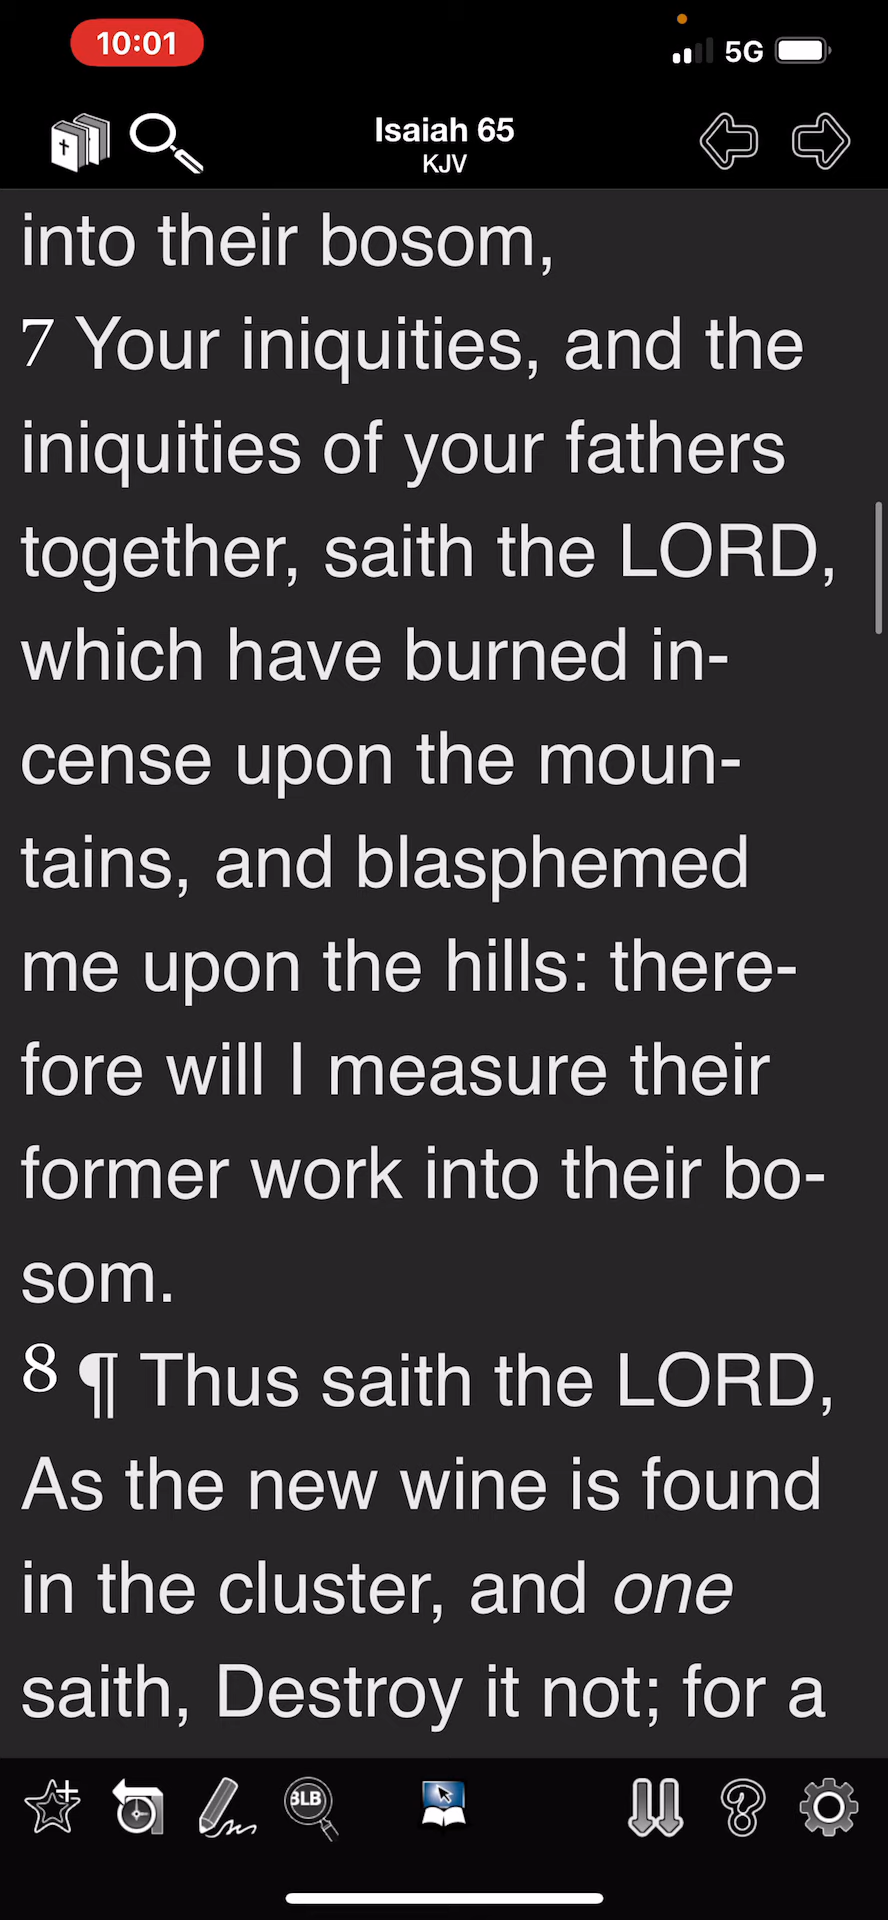 10:01
5G
Isaiah 65
KJV
into their bosom,
7 Your iniquities, and the
iniquities of your fathers
together, saith the LORD,
which have burned in-
cense upon the moun-
tains, and blasphemed
me upon the hills: there-
fore will I measure their
former work into their bo-
som.
8 ¶ Thus saith the LORD,
As the new wine is found
in the cluster, and one
saith, Destroy it not; for a
BLB